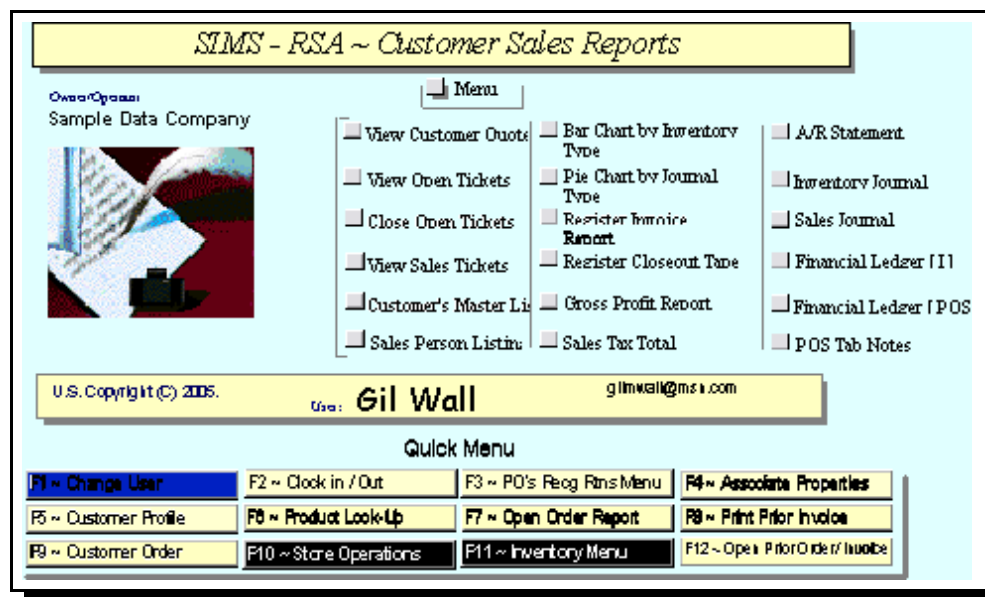 SIMS - RSA ~ Customer Sales Reports
Menu
Owner/Operator
Sample Data Company
View Customer Quote
View Open Tickets
Close Open Tickets
View Sales Tickets
Customer's Master Lis
Sales Person Listing
Bar Chart by Inventory
Type
Pie Chart by Journal
Type
Register Invoice
Report
Register Closeout Tape
Gross Profit Report
Sales Tax Total
A/R Statement
Inventory Journal
Sales Journal
Financial Ledger [I]
Financial Ledger [POS
POS Tab Notes
U.S. Copyright (C) 2005.
User: Gil Wall
gilmwall@msn.com
Quick Menu
F1 ~ Change User
F2 ~ Clock in / Out
F3 ~ PO's Recg Rtns Menu
F4 ~ Associate Properties
F5 ~ Customer Profile
F6 ~ Product Look-Up
F7 ~ Open Order Report
F8 ~ Print Prior Invoice
F9 ~ Customer Order
F10 ~ Store Operations
F11 ~ Inventory Menu
F12 ~ Open Prior Order/ Invoice